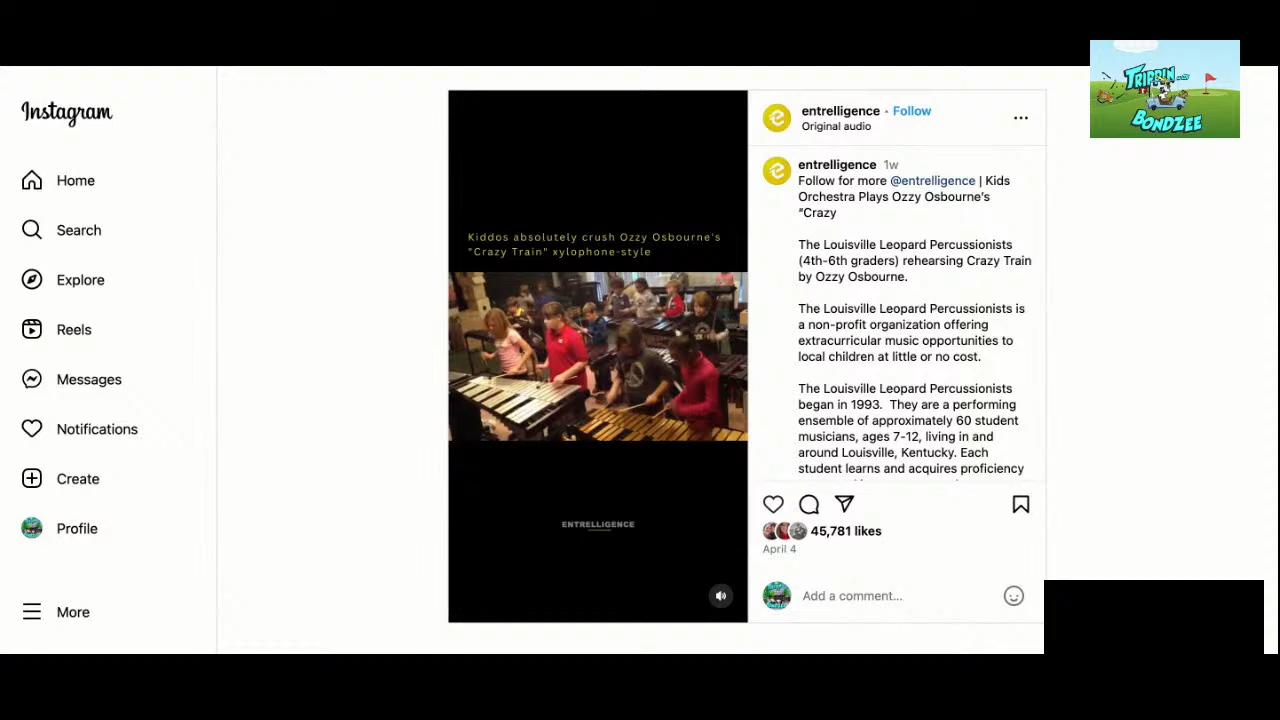 Instagram
Home
Search
Explore
Reels
Messages
Notifications
Create
Profile
More
Kiddos absolutely crush Ozzy Osbourne's
"Crazy Train" xylophone-style
ENTRELLIGENCE
entrelligence · Follow
Original audio
entrelligence 1w
Follow for more @entrelligence | Kids
Orchestra Plays Ozzy Osbourne's
"Crazy
The Louisville Leopard Percussionists
(4th-6th graders) rehearsing Crazy Train
by Ozzy Osbourne.
The Louisville Leopard Percussionists is
a non-profit organization offering
extracurricular music opportunities to
local children at little or no cost.
The Louisville Leopard Percussionists
began in 1993. They are a performing
ensemble of approximately 60 student
musicians, ages 7-12, living in and
around Louisville, Kentucky. Each
student learns and acquires proficiency
45,781 likes
April 4
Add a comment...
TRIPPIN with
BONDZEE